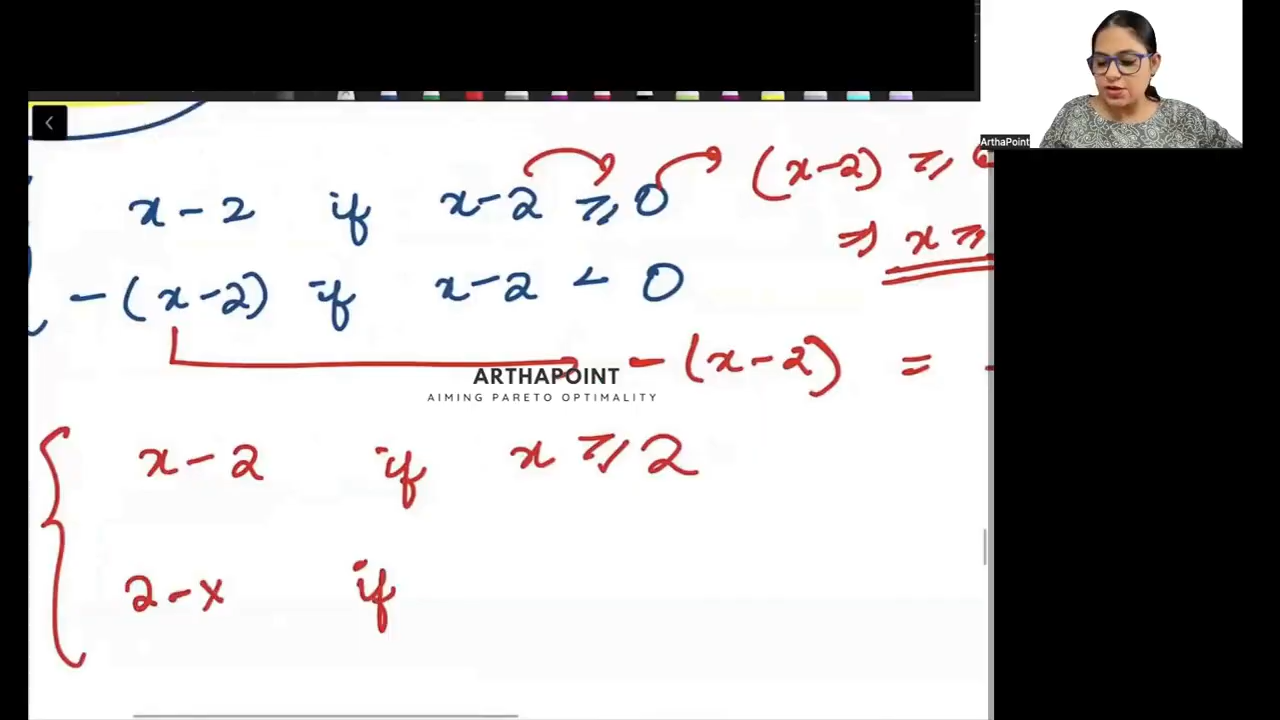 x - 2 if x - 2 ≥ 0 (x - 2) ≥
⇒ x ≥
- (x - 2) if x - 2 < 0
- (x - 2) =
ArthaPoint
ARTHAPOINT
AIMING PARETO OPTIMALITY
x - 2 if x ≥ 2
2 - x if